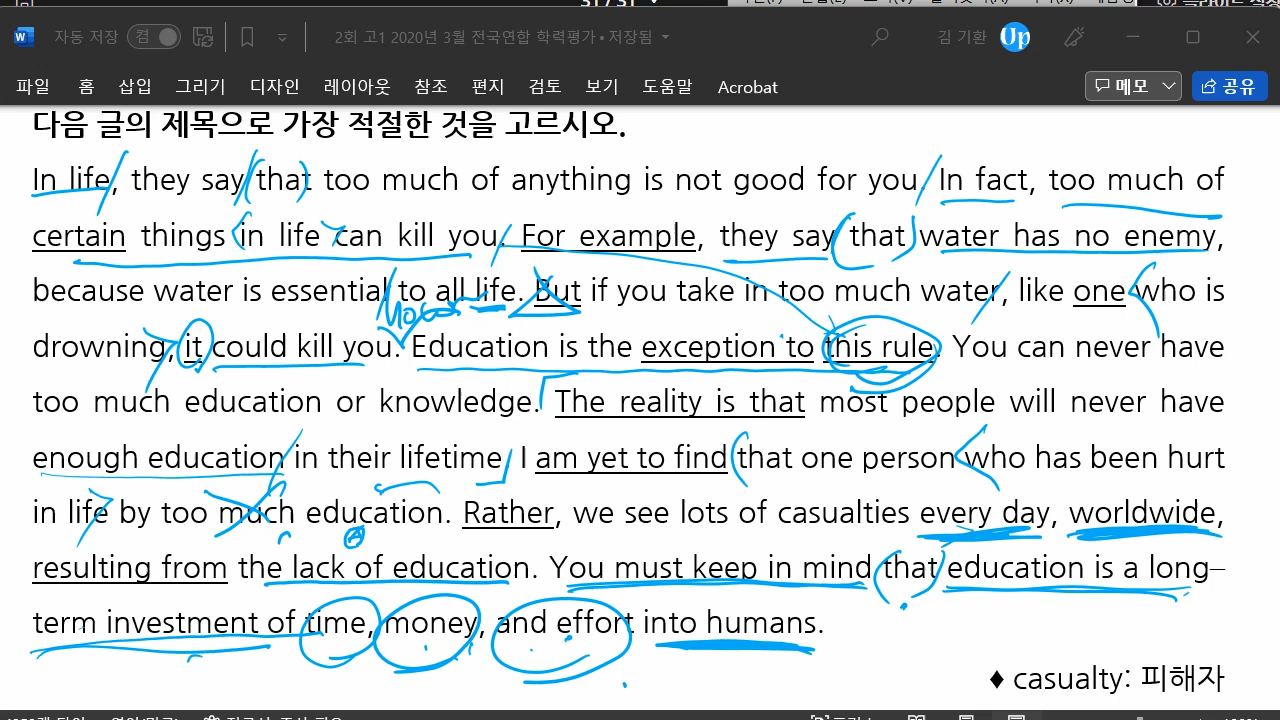 자동 저장 켬 2회 고1 2020년 3월 전국연합 학력평가 • 저장됨 김 기환 Up
파일 홈 삽입 그리기 디자인 레이아웃 참조 편지 검토 보기 도움말 Acrobat 메모 공유
다음 글의 제목으로 가장 적절한 것을 고르시오.
In life, they say that too much of anything is not good for you. In fact, too much of
certain things in life can kill you. For example, they say that water has no enemy,
because water is essential to all life. But if you take in too much water, like one who is
drowning, it could kill you. Education is the exception to this rule. You can never have
too much education or knowledge. The reality is that most people will never have
enough education in their lifetime. I am yet to find that one person who has been hurt
in life by too much education. Rather, we see lots of casualties every day, worldwide,
resulting from the lack of education. You must keep in mind that education is a long–
term investment of time, money, and effort into humans.
♦ casualty: 피해자